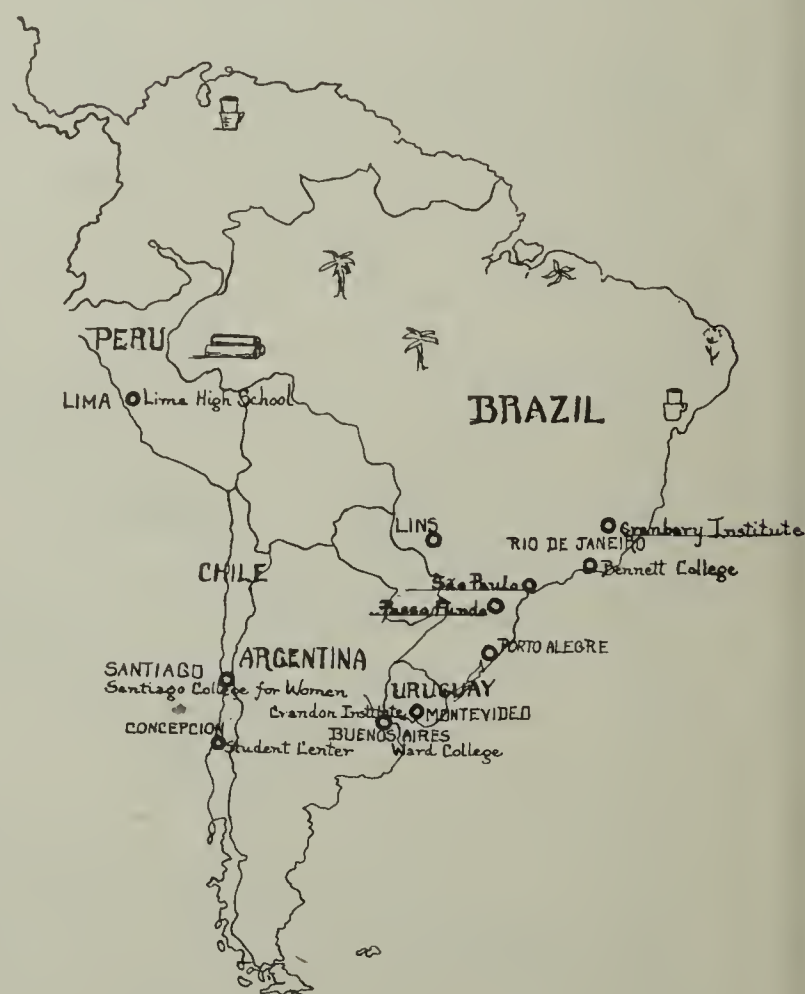 PERU
LIMA Lima High School
BRAZIL
LINS
Granbery Institute
RIO DE JANEIRO
Bennett College
CHILE
São Paulo
Passo Fundo
PORTO ALEGRE
ARGENTINA
SANTIAGO
Santiago College for Women
URUGUAY
Crandon Institute MONTEVIDEO
CONCEPCION
BUENOS AIRES
Student Center
Ward College